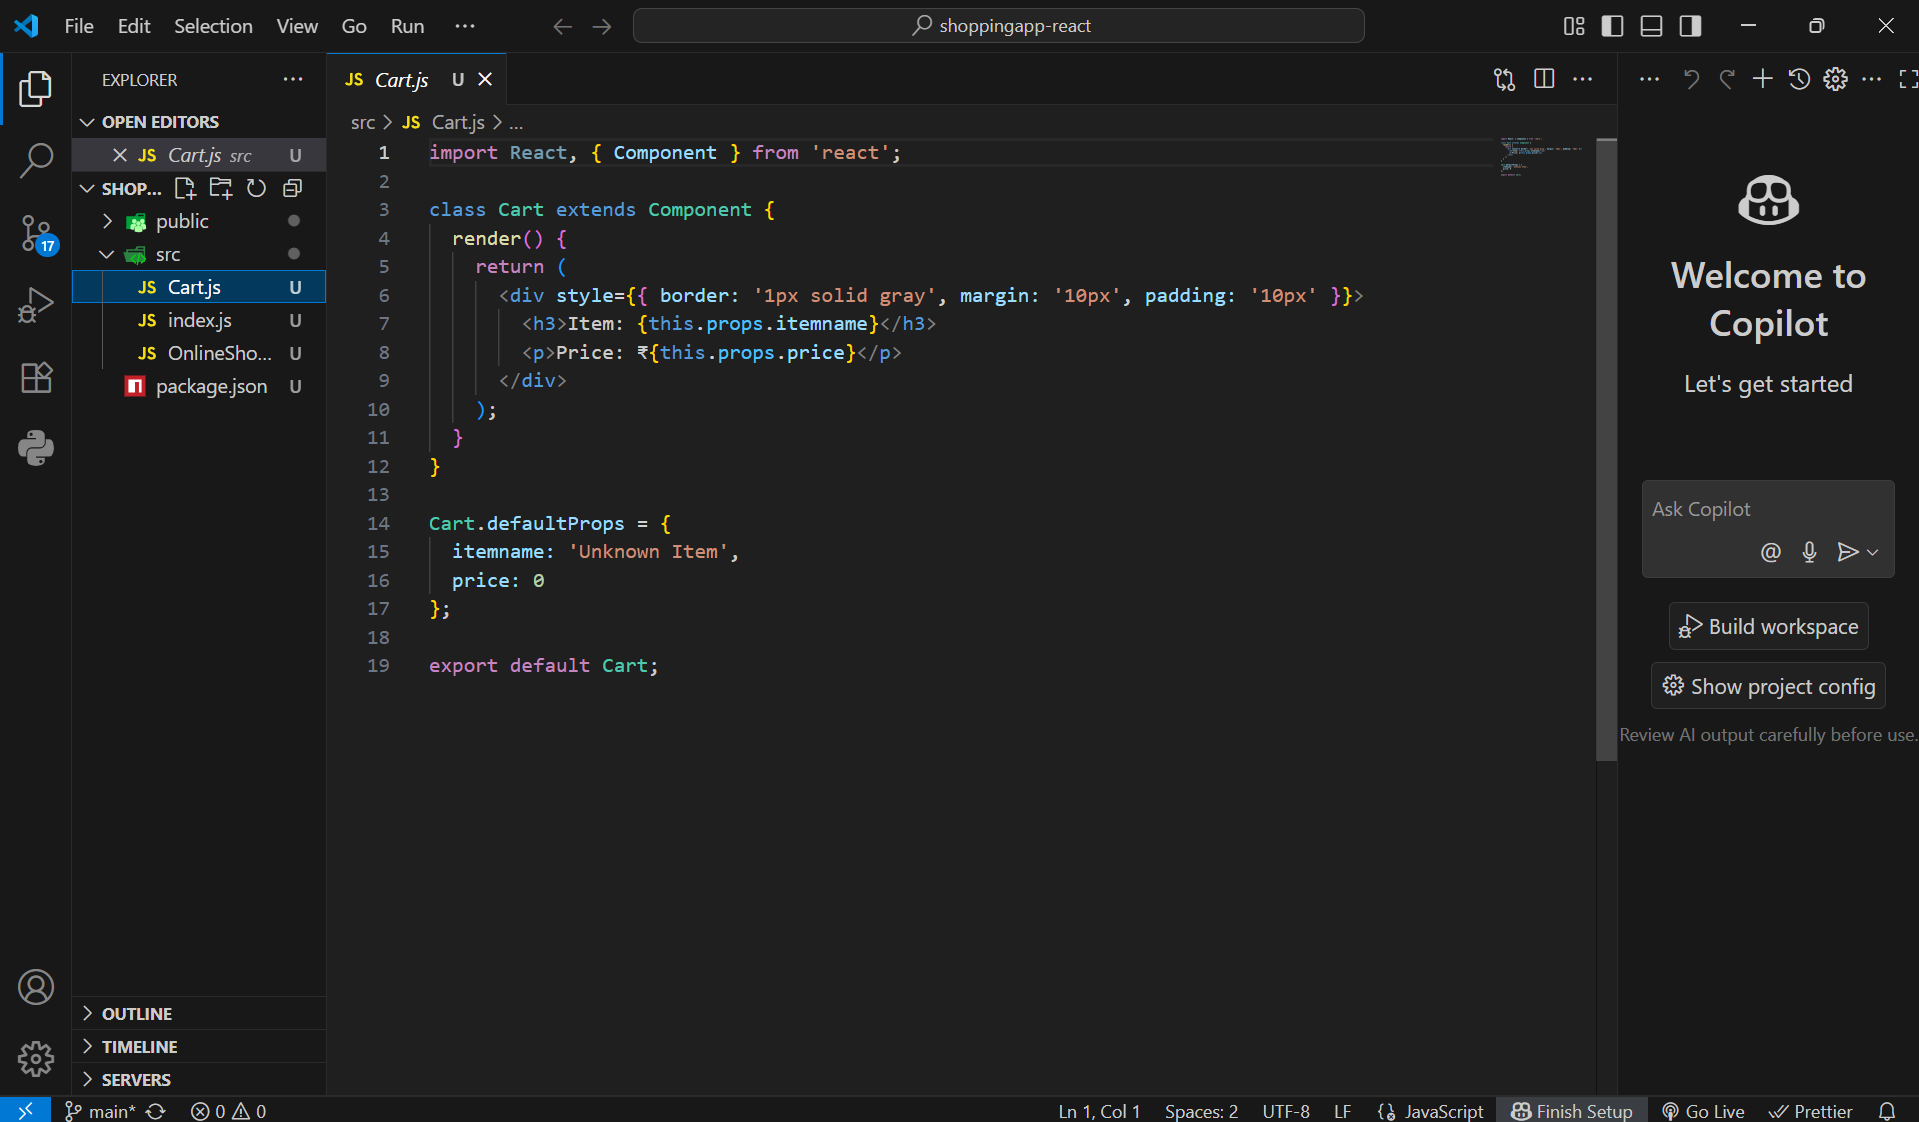 File Edit Selection View Go Run ···
shoppingapp-react
EXPLORER
OPEN EDITORS
JS Cart.js src U
SHOP...
public
src
JS Cart.js U
JS index.js U
JS OnlineSho... U
package.json U
17
OUTLINE
TIMELINE
SERVERS
JS Cart.js U
src > JS Cart.js > ...
1 import React, { Component } from 'react';
2
3 class Cart extends Component {
4 render() {
5 return (
6 <div style={{ border: '1px solid gray', margin: '10px', padding: '10px' }}>
7 <h3>Item: {this.props.itemname}</h3>
8 <p>Price: ₹{this.props.price}</p>
9 </div>
10 );
11 }
12 }
13
14 Cart.defaultProps = {
15 itemname: 'Unknown Item',
16 price: 0
17 };
18
19 export default Cart;
Welcome to
Copilot
Let's get started
Ask Copilot
@
Build workspace
Show project config
Review AI output carefully before use.
main* 0 0
Ln 1, Col 1 Spaces: 2 UTF-8 LF {} JavaScript Finish Setup Go Live Prettier